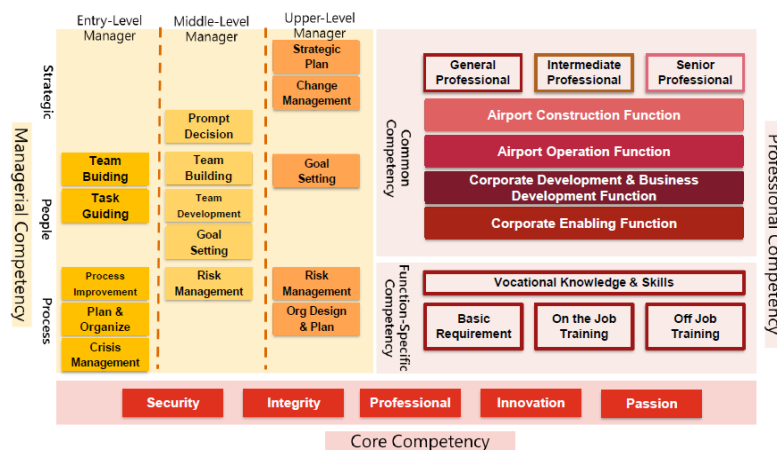 Entry-Level
Manager
Middle-Level
Manager
Upper-Level
Manager
Managerial Competency
Strategic
People
Process
Strategic
Plan
Change
Management
Prompt
Decision
Team
Buiding
Team
Building
Goal
Setting
Task
Guiding
Team
Development
Goal
Setting
Process
Improvement
Risk
Management
Risk
Management
Plan &
Organize
Org Design
& Plan
Crisis
Management
Common
Competency
General
Professional
Intermediate
Professional
Senior
Professional
Airport Construction Function
Airport Operation Function
Corporate Development & Business
Development Function
Corporate Enabling Function
Function-Specific
Competency
Vocational Knowledge & Skills
Basic
Requirement
On the Job
Training
Off Job
Training
Professional Competency
Security
Integrity
Professional
Innovation
Passion
Core Competency